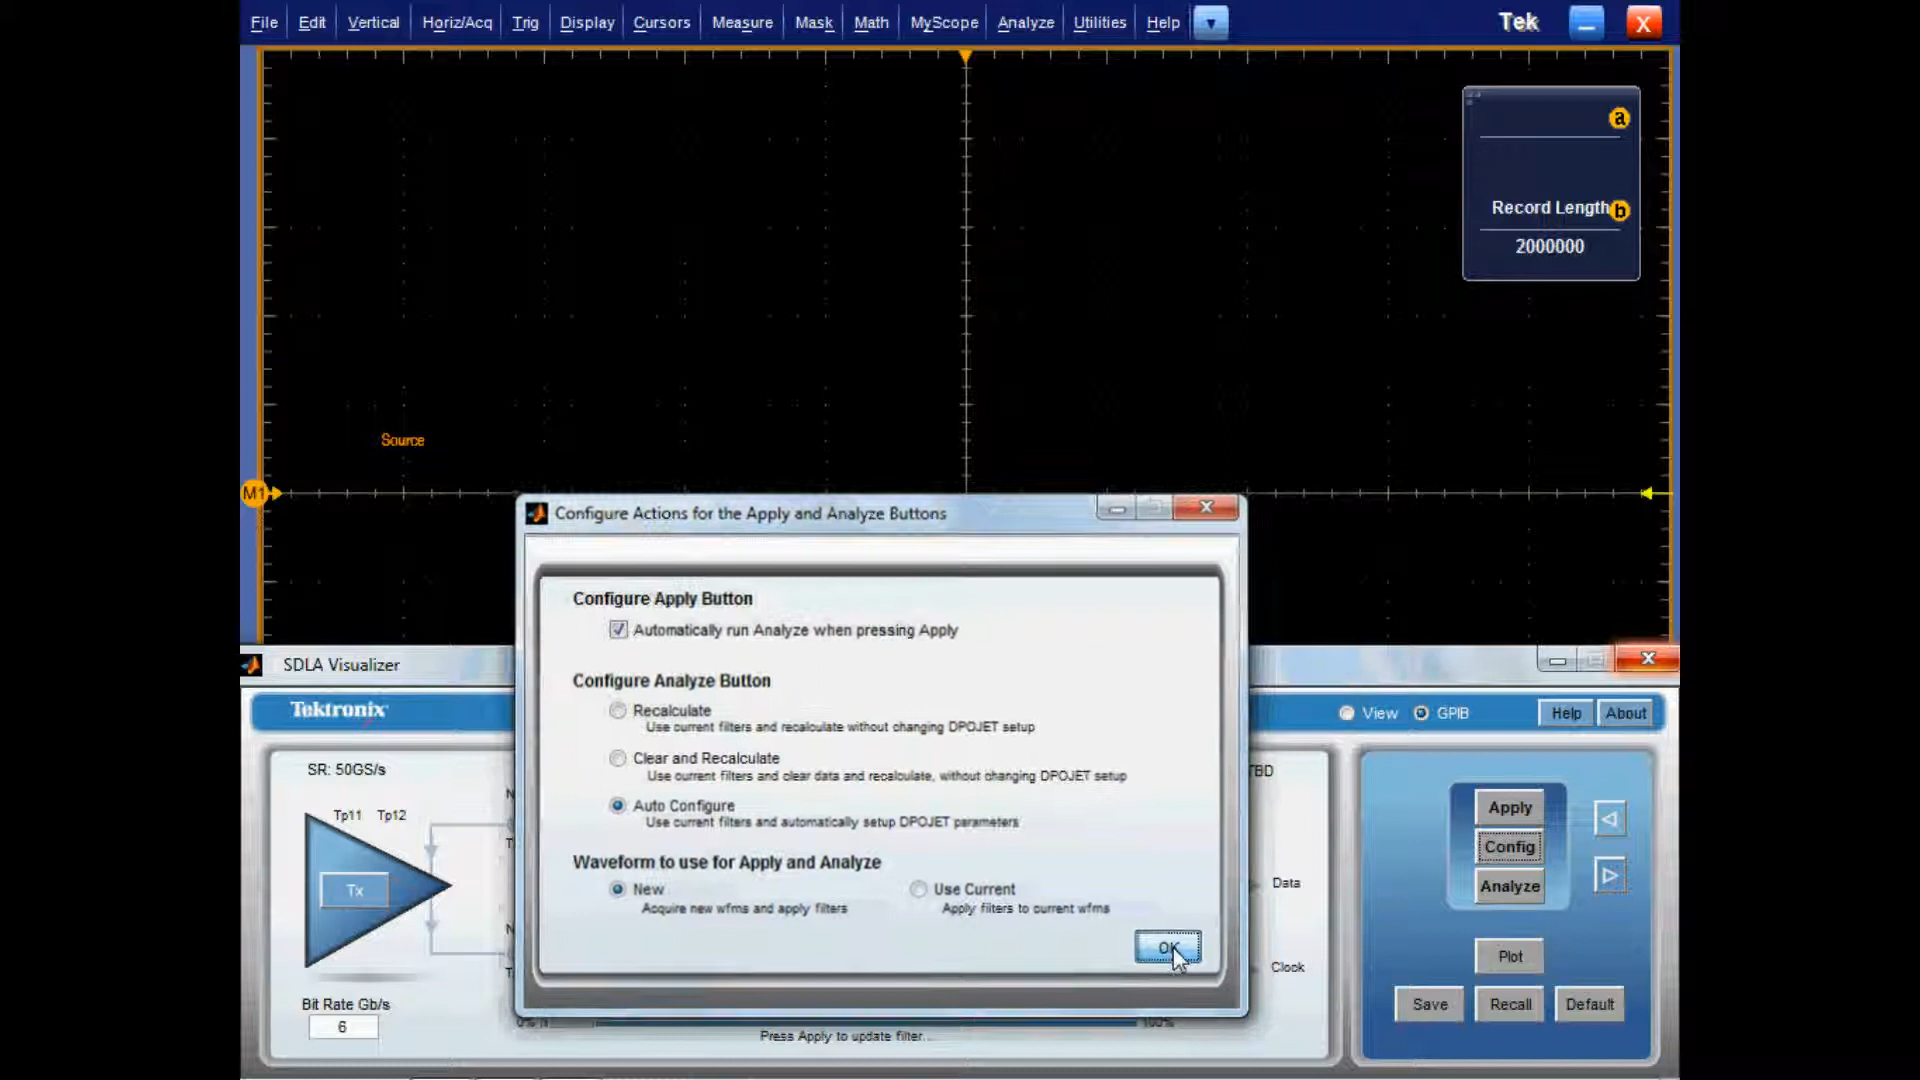 File Edit Vertical Horiz/Acq Trig Display Cursors Measure Mask Math MyScope Analyze Utilities Help Tek
a
Record Length b
2000000
Source
M1
Configure Actions for the Apply and Analyze Buttons
Configure Apply Button
Automatically run Analyze when pressing Apply
Configure Analyze Button
Recalculate
Use current filters and recalculate without changing DPOJET setup
Clear and Recalculate
Use current filters and clear data and recalculate, without changing DPOJET setup
Auto Configure
Use current filters and automatically setup DPOJET parameters
Waveform to use for Apply and Analyze
New
Acquire new wfms and apply filters
Use Current
Apply filters to current wfms
OK
SDLA Visualizer
Tektronix
View GPIB Help About
SR: 50GS/s
Tp11 Tp12
Tx
Bit Rate Gb/s
6
TBD
Data
Clock
Press Apply to update filter...
Apply
Config
Analyze
Plot
Save Recall Default